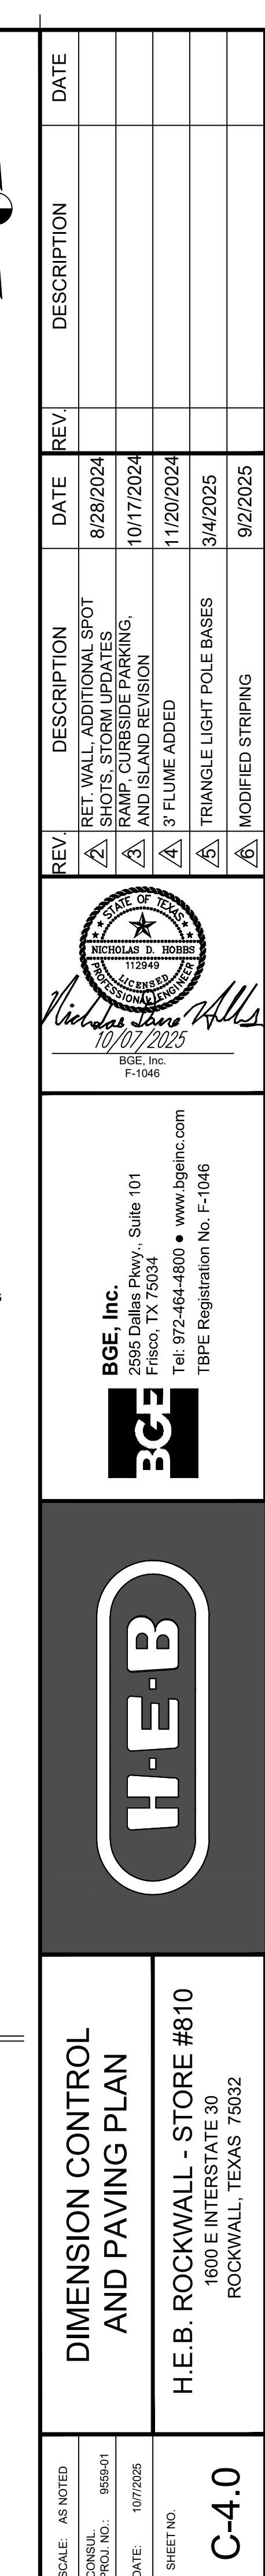 REV. DESCRIPTION DATE REV. DESCRIPTION DATE
2 RET. WALL, ADDITIONAL SPOT
SHOTS, STORM UPDATES 8/28/2024
3 RAMP, CURBSIDE PARKING,
AND ISLAND REVISION 10/17/2024
4 3' FLUME ADDED 11/20/2024
5 TRIANGLE LIGHT POLE BASES 3/4/2025
6 MODIFIED STRIPING 9/2/2025
STATE OF TEXAS
NICHOLAS D. HOBBS
112949
LICENSED
PROFESSIONAL ENGINEER
Nicholas Dane Hobbs
10/07/2025
BGE, Inc.
F-1046
BGE
BGE, Inc.
2595 Dallas Pkwy., Suite 101
Frisco, TX 75034
Tel: 972-464-4800 ● www.bgeinc.com
TBPE Registration No. F-1046
H-E-B
DIMENSION CONTROL
AND PAVING PLAN
H.E.B. ROCKWALL - STORE #810
1600 E INTERSTATE 30
ROCKWALL, TEXAS 75032
SCALE: AS NOTED
CONSUL.
PROJ. NO.: 9559-01
DATE: 10/7/2025
SHEET NO.
C-4.0